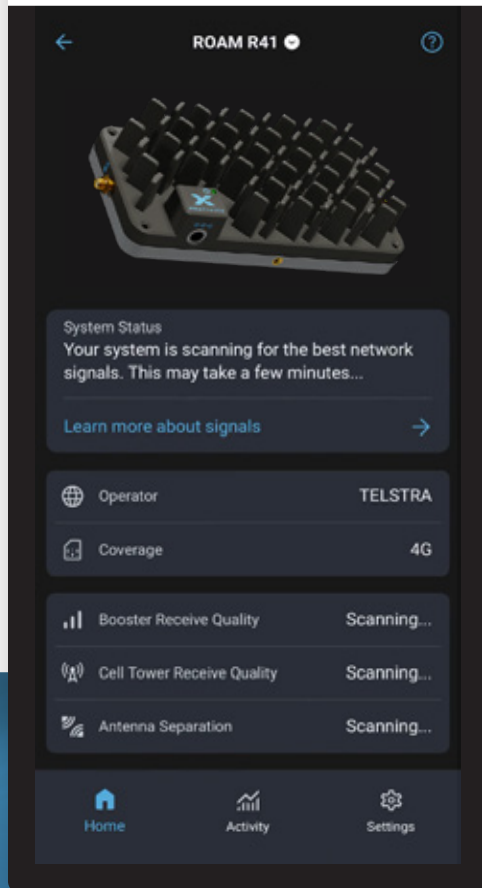 ROAM R41
System Status
Your system is scanning for the best network
signals. This may take a few minutes...
Learn more about signals
Operator TELSTRA
Coverage 4G
Booster Receive Quality Scanning...
Cell Tower Receive Quality Scanning...
Antenna Separation Scanning...
Home Activity Settings